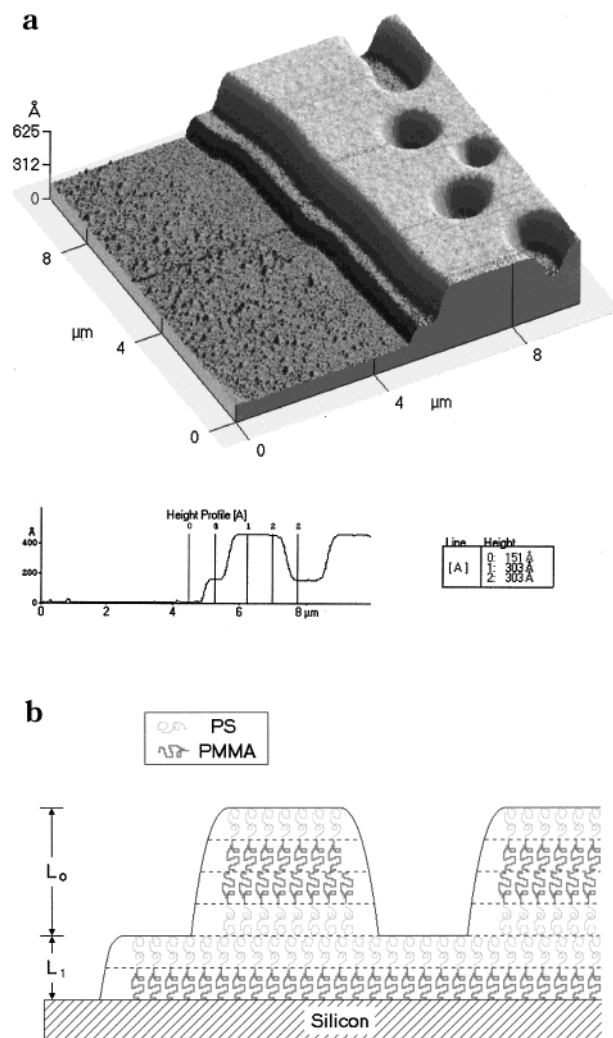 a
Å
625
312
0
8
4
0
µm
0
4
8
µm
Height Profile [A]
0 0 1 2 2
Å
400
200
0
0 2 4 6 8 µm
Line Height
[A]
0: 151 Å
1: 303 Å
2: 303 Å
b
PS
PMMA
L₀
L₁
Silicon